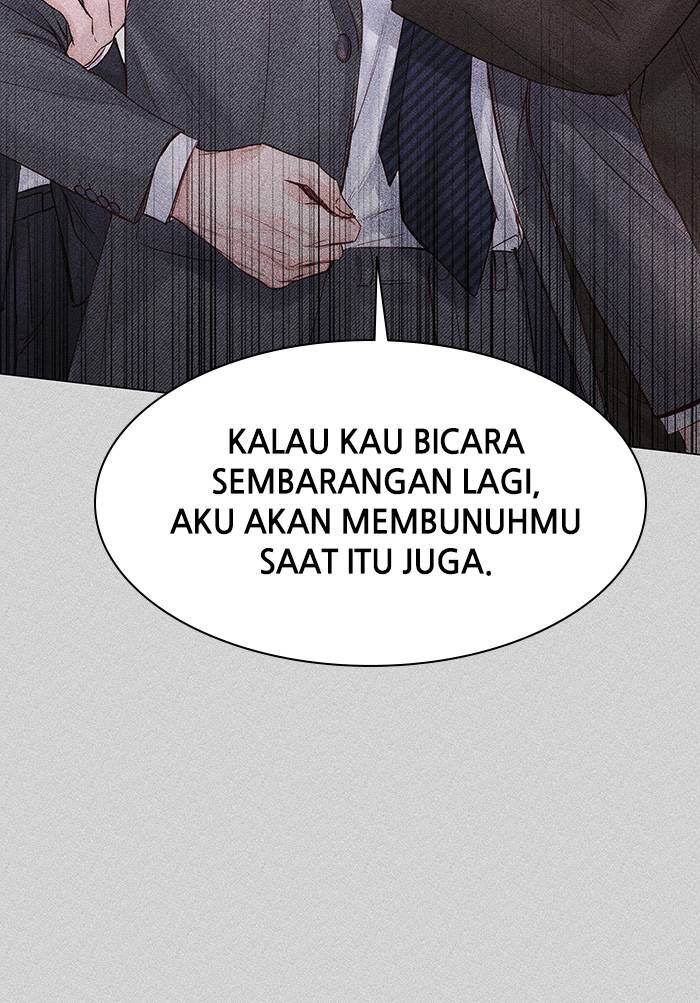 KALAU KAU BICARA
SEMBARANGAN LAGI,
AKU AKAN MEMBUNUHMU
SAAT ITU JUGA.